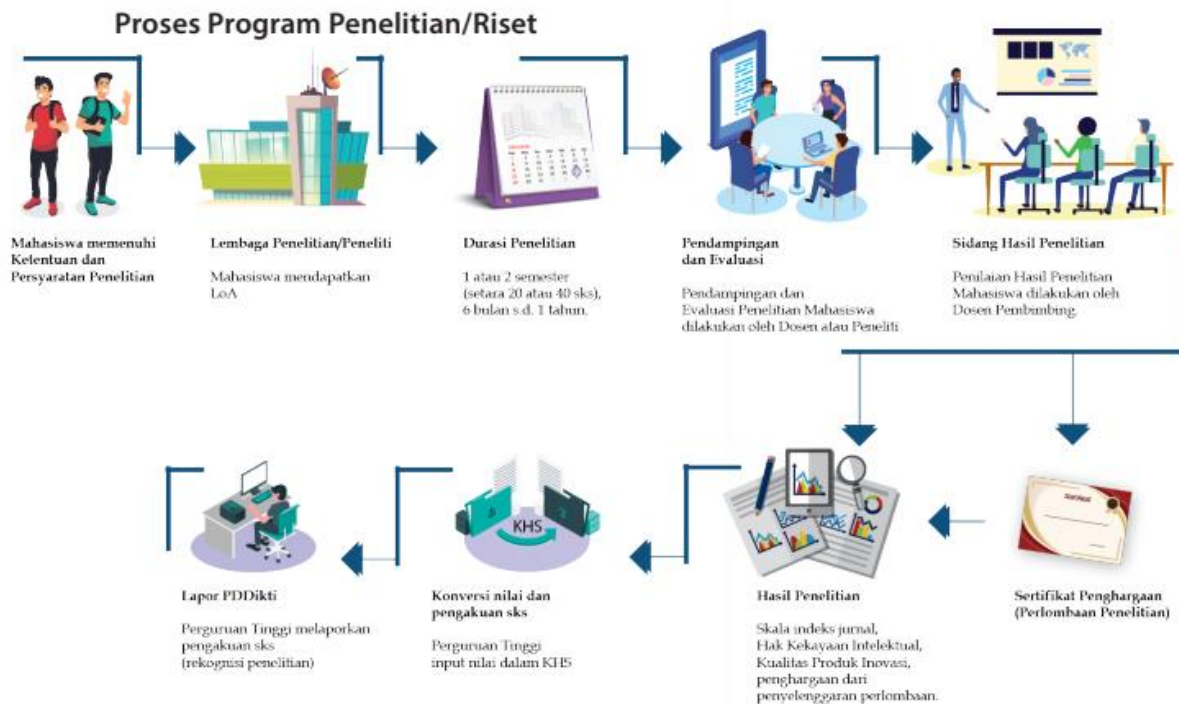 Proses Program Penelitian/Riset
Mahasiswa memenuhi
Ketentuan dan
Persyaratan Penelitian
Lembaga Penelitian/Peneliti
Mahasiswa mendapatkan
LoA
Durasi Penelitian
1 atau 2 semester
(setara 20 atau 40 sks),
6 bulan s.d. 1 tahun.
Pendampingan
dan Evaluasi
Pendampingan dan
Evaluasi Penelitian Mahasiswa
dilakukan oleh Dosen atau Peneliti
Sidang Hasil Penelitian
Penilaian Hasil Penelitian
Mahasiswa dilakukan oleh
Dosen Pembimbing.
Lapor PDDikti
Perguruan Tinggi melaporkan
pengakuan sks
(rekognisi penelitian)
KHS
Konversi nilai dan
pengakuan sks
Perguruan Tinggi
input nilai dalam KHS
Hasil Penelitian
Skala indeks jurnal,
Hak Kekayaan Intelektual,
Kualitas Produk Inovasi,
penghargaan dari
penyelenggaran perlombaan.
Sertifikat Penghargaan
(Perlombaan Penelitian)